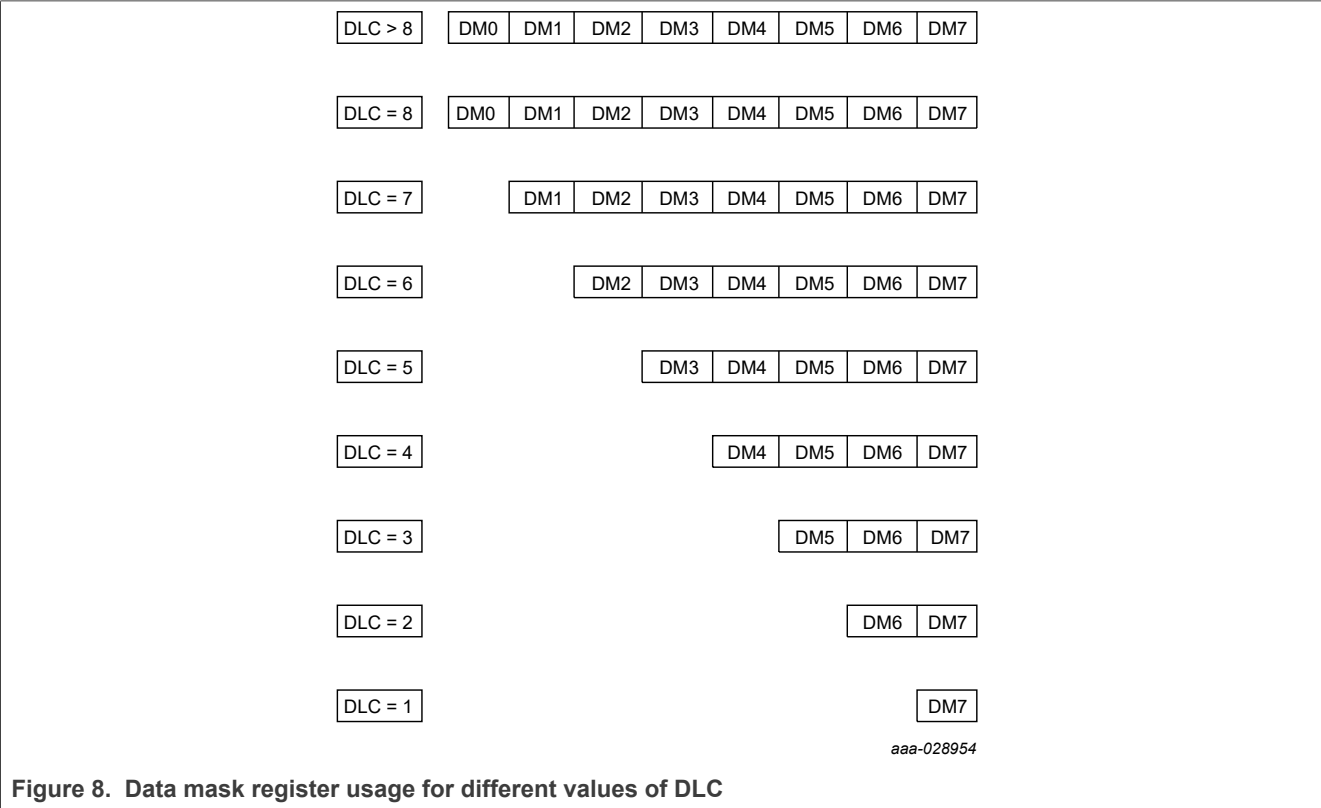 DLC > 8 DM0 DM1 DM2 DM3 DM4 DM5 DM6 DM7
DLC = 8 DM0 DM1 DM2 DM3 DM4 DM5 DM6 DM7
DLC = 7 DM1 DM2 DM3 DM4 DM5 DM6 DM7
DLC = 6 DM2 DM3 DM4 DM5 DM6 DM7
DLC = 5 DM3 DM4 DM5 DM6 DM7
DLC = 4 DM4 DM5 DM6 DM7
DLC = 3 DM5 DM6 DM7
DLC = 2 DM6 DM7
DLC = 1 DM7
aaa-028954
Figure 8. Data mask register usage for different values of DLC